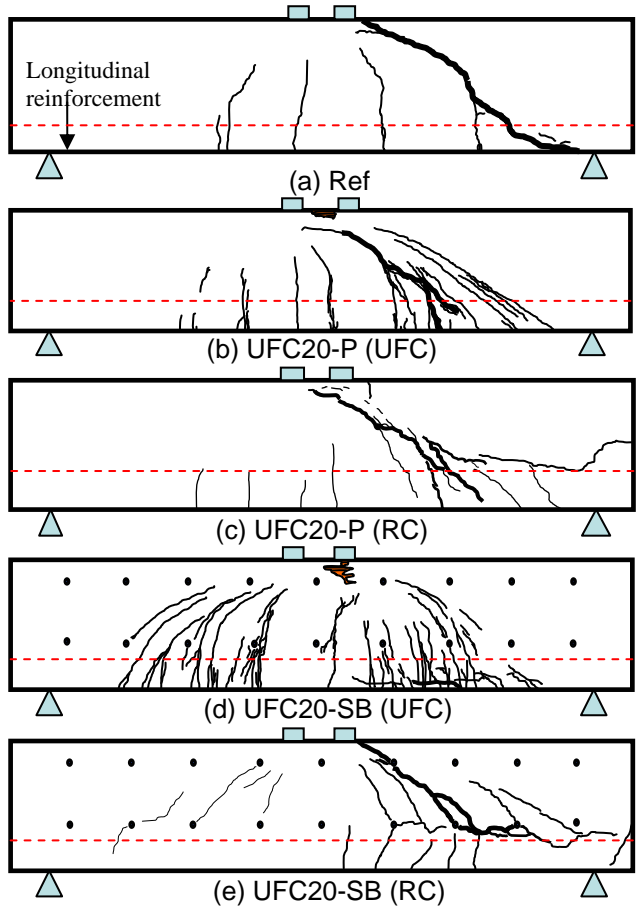 Longitudinal
reinforcement
(a) Ref
(b) UFC20-P (UFC)
(c) UFC20-P (RC)
(d) UFC20-SB (UFC)
(e) UFC20-SB (RC)